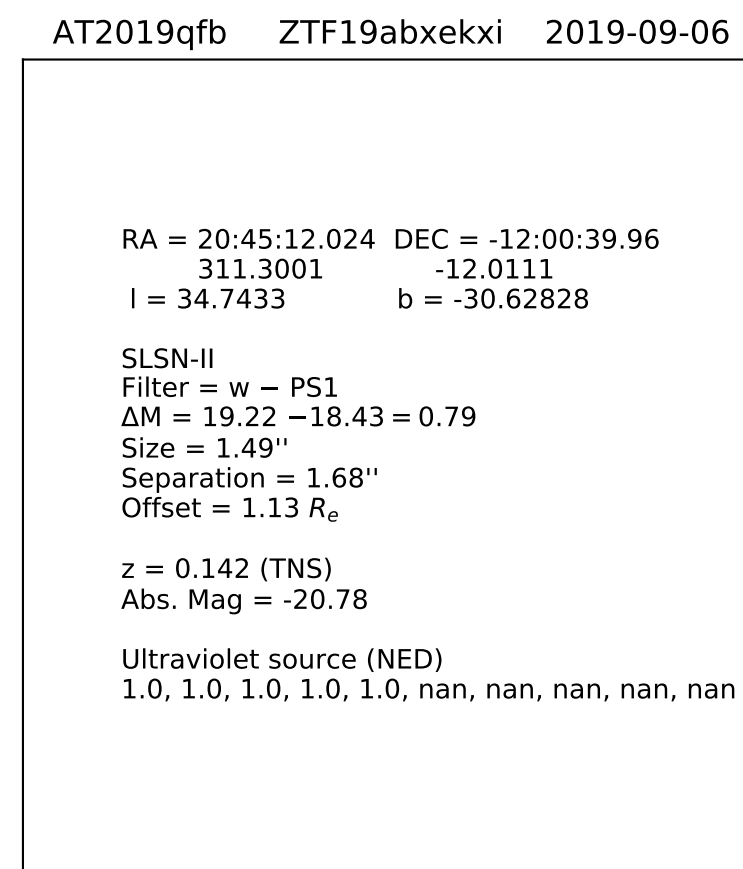 AT2019qfb ZTF19abxekxi 2019-09-06
RA = 20:45:12.024 DEC = -12:00:39.96
311.3001 -12.0111
l = 34.7433 b = -30.62828
SLSN-II
Filter = w − PS1
ΔM = 19.22 −18.43 = 0.79
Size = 1.49''
Separation = 1.68''
Offset = 1.13 Re
z = 0.142 (TNS)
Abs. Mag = -20.78
Ultraviolet source (NED)
1.0, 1.0, 1.0, 1.0, 1.0, nan, nan, nan, nan, nan